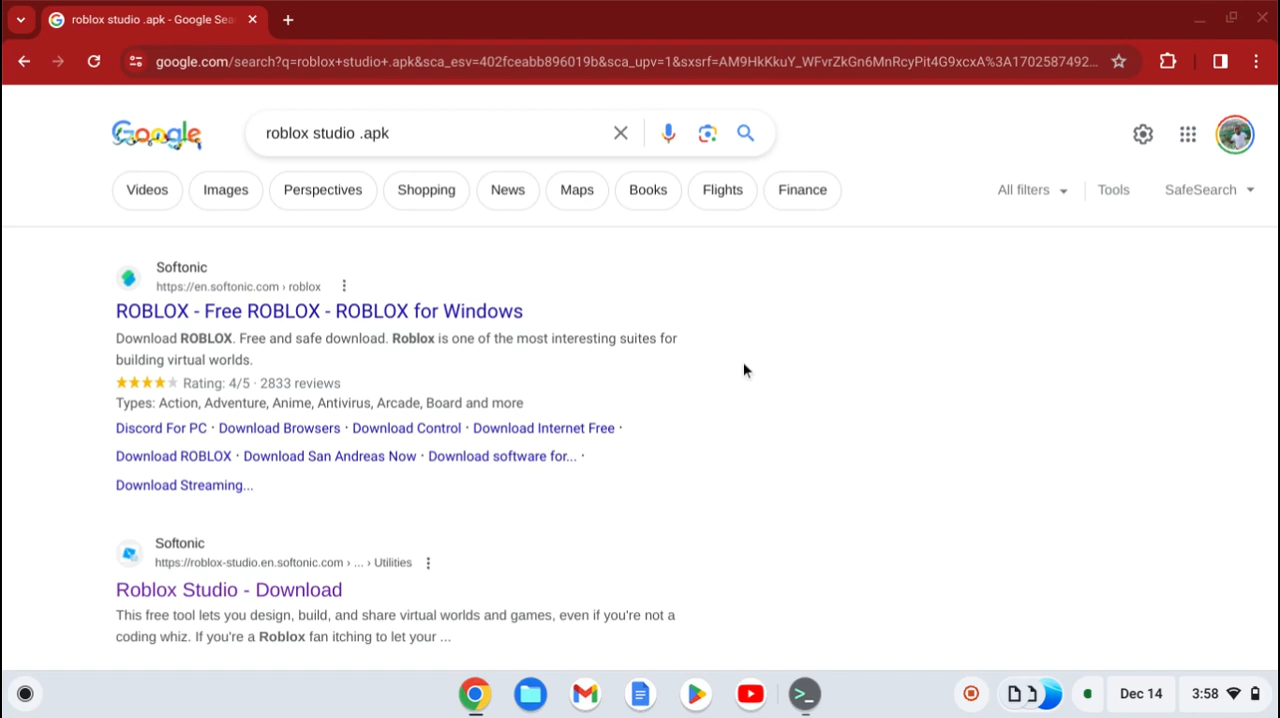 roblox studio .apk - Google Sea
google.com/search?q=roblox+studio+.apk&sca_esv=402fceabb896019b&sca_upv=1&sxsrf=AM9HkKkuY_WFvrZkGn6MnRcyPit4G9xcxA%3A1702587492...
Google
roblox studio .apk
Videos Images Perspectives Shopping News Maps Books Flights Finance All filters Tools SafeSearch
Softonic
https://en.softonic.com › roblox
ROBLOX - Free ROBLOX - ROBLOX for Windows
Download ROBLOX. Free and safe download. Roblox is one of the most interesting suites for
building virtual worlds.
Rating: 4/5 · 2833 reviews
Types: Action, Adventure, Anime, Antivirus, Arcade, Board and more
Discord For PC · Download Browsers · Download Control · Download Internet Free ·
Download ROBLOX · Download San Andreas Now · Download software for... ·
Download Streaming...
Softonic
https://roblox-studio.en.softonic.com › ... › Utilities
Roblox Studio - Download
This free tool lets you design, build, and share virtual worlds and games, even if you're not a
coding whiz. If you're a Roblox fan itching to let your ...
Dec 14 3:58